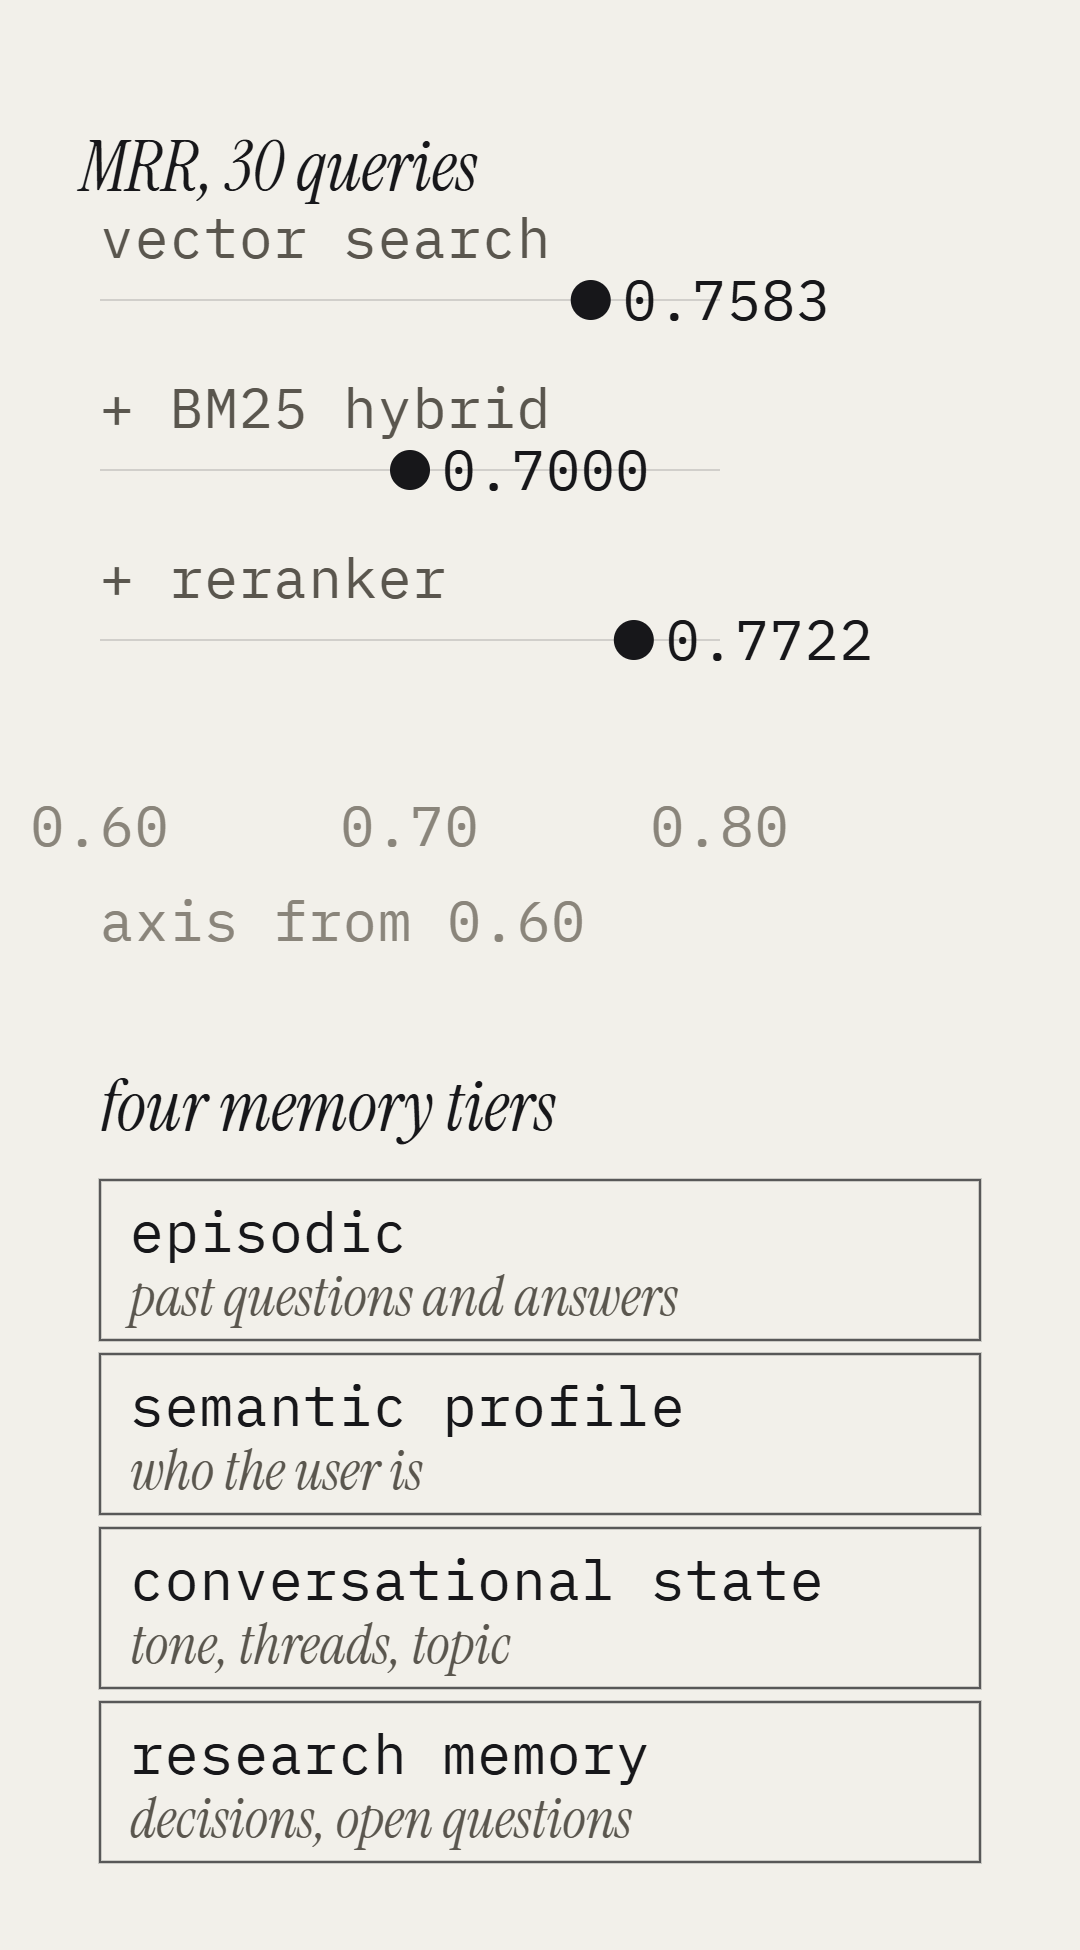 MRR, 30 queries
vector search
0.7583
+ BM25 hybrid
0.7000
+ reranker
0.7722
0.60 0.70 0.80
axis from 0.60
four memory tiers
episodic
past questions and answers
semantic profile
who the user is
conversational state
tone, threads, topic
research memory
decisions, open questions